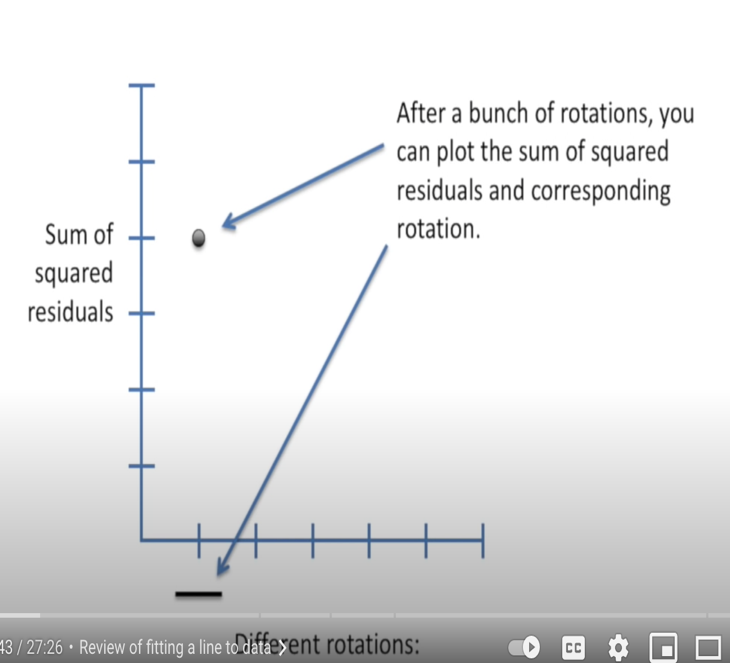 After a bunch of rotations, you
can plot the sum of squared
residuals and corresponding
rotation.
Sum of
squared
residuals
Different rotations:
43 / 27:26 • Review of fitting a line to data >
CC